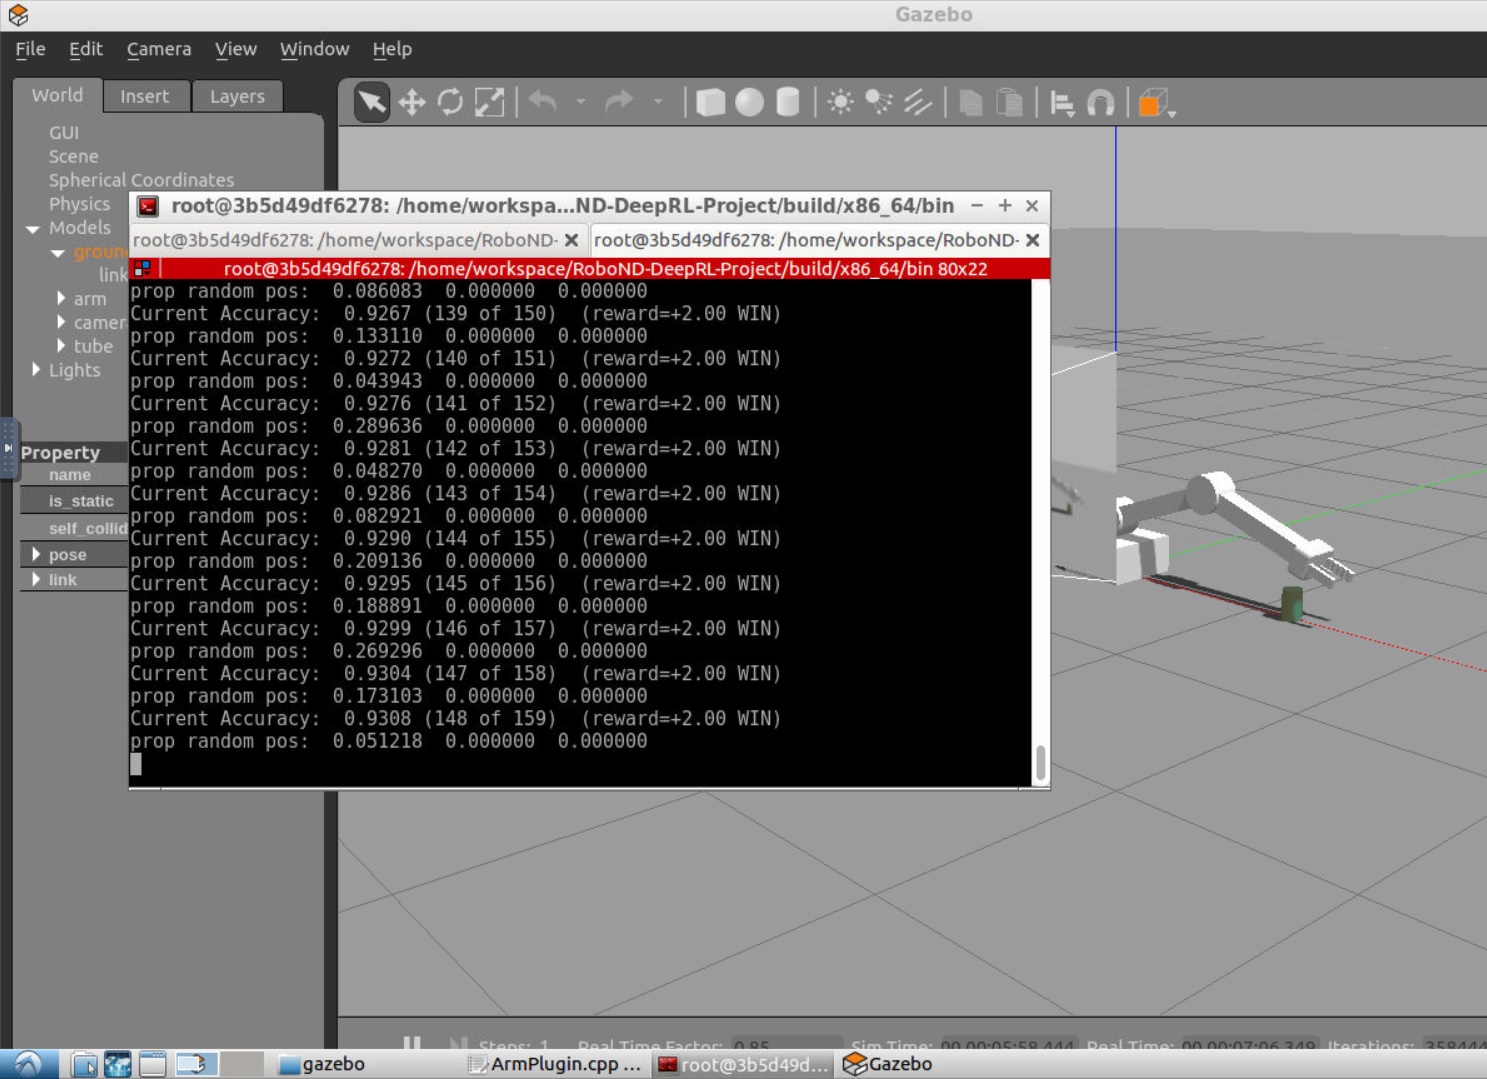 Gazebo
File Edit Camera View Window Help
World Insert Layers
GUI
Scene
Spherical Coordinates
Physics
Models
groun
link
arm
camer
tube
Lights
Property
name
is_static
self_collid
pose
link
root@3b5d49df6278: /home/workspa...ND-DeepRL-Project/build/x86_64/bin
root@3b5d49df6278: /home/workspace/RoboND- root@3b5d49df6278: /home/workspace/RoboND-
root@3b5d49df6278: /home/workspace/RoboND-DeepRL-Project/build/x86_64/bin 80x22
prop random pos:  0.086083  0.000000  0.000000
Current Accuracy:  0.9267 (139 of 150)  (reward=+2.00 WIN)
prop random pos:  0.133110  0.000000  0.000000
Current Accuracy:  0.9272 (140 of 151)  (reward=+2.00 WIN)
prop random pos:  0.043943  0.000000  0.000000
Current Accuracy:  0.9276 (141 of 152)  (reward=+2.00 WIN)
prop random pos:  0.289636  0.000000  0.000000
Current Accuracy:  0.9281 (142 of 153)  (reward=+2.00 WIN)
prop random pos:  0.048270  0.000000  0.000000
Current Accuracy:  0.9286 (143 of 154)  (reward=+2.00 WIN)
prop random pos:  0.082921  0.000000  0.000000
Current Accuracy:  0.9290 (144 of 155)  (reward=+2.00 WIN)
prop random pos:  0.209136  0.000000  0.000000
Current Accuracy:  0.9295 (145 of 156)  (reward=+2.00 WIN)
prop random pos:  0.188891  0.000000  0.000000
Current Accuracy:  0.9299 (146 of 157)  (reward=+2.00 WIN)
prop random pos:  0.269296  0.000000  0.000000
Current Accuracy:  0.9304 (147 of 158)  (reward=+2.00 WIN)
prop random pos:  0.173103  0.000000  0.000000
Current Accuracy:  0.9308 (148 of 159)  (reward=+2.00 WIN)
prop random pos:  0.051218  0.000000  0.000000
Steps: 1 Real Time Factor: 0.85 Sim Time: 00 00:05:58.444 Real Time: 00 00:07:06.349 Iterations: 358444
gazebo ArmPlugin.cpp ... root@3b5d49d... Gazebo